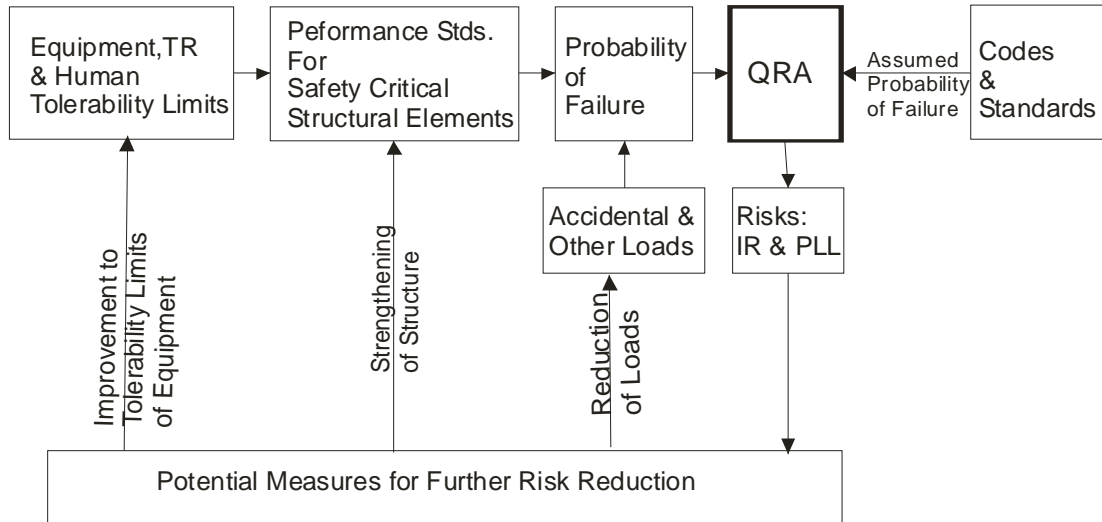 Equipment,TR
& Human
Tolerability Limits
Peformance Stds.
For
Safety Critical
Structural Elements
Probability
of
Failure
QRA
Assumed
Probability
of Failure
Codes
&
Standards
Accidental &
Other Loads
Risks:
IR & PLL
Improvement to
Tolerability Limits
of Equipment
Strengthening
of Structure
Reduction
of Loads
Potential Measures for Further Risk Reduction